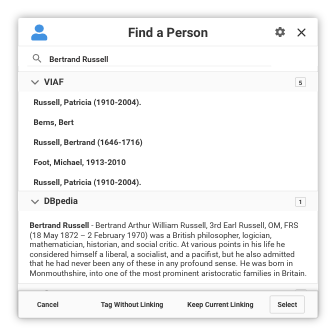 Find a Person
Bertrand Russell
VIAF
5
Russell, Patricia (1910-2004).
Berns, Bert
Russell, Bertrand (1646-1716)
Foot, Michael, 1913-2010
Russell, Patricia (1910-2004).
DBpedia
1
Bertrand Russell - Bertrand Arthur William Russell, 3rd Earl Russell, OM, FRS
(18 May 1872 – 2 February 1970) was a British philosopher, logician,
mathematician, historian, and social critic. At various points in his life he
considered himself a liberal, a socialist, and a pacifist, but he also admitted
that he had never been any of these in any profound sense. He was born in
Monmouthshire, into one of the most prominent aristocratic families in Britain.
Cancel
Tag Without Linking
Keep Current Linking
Select